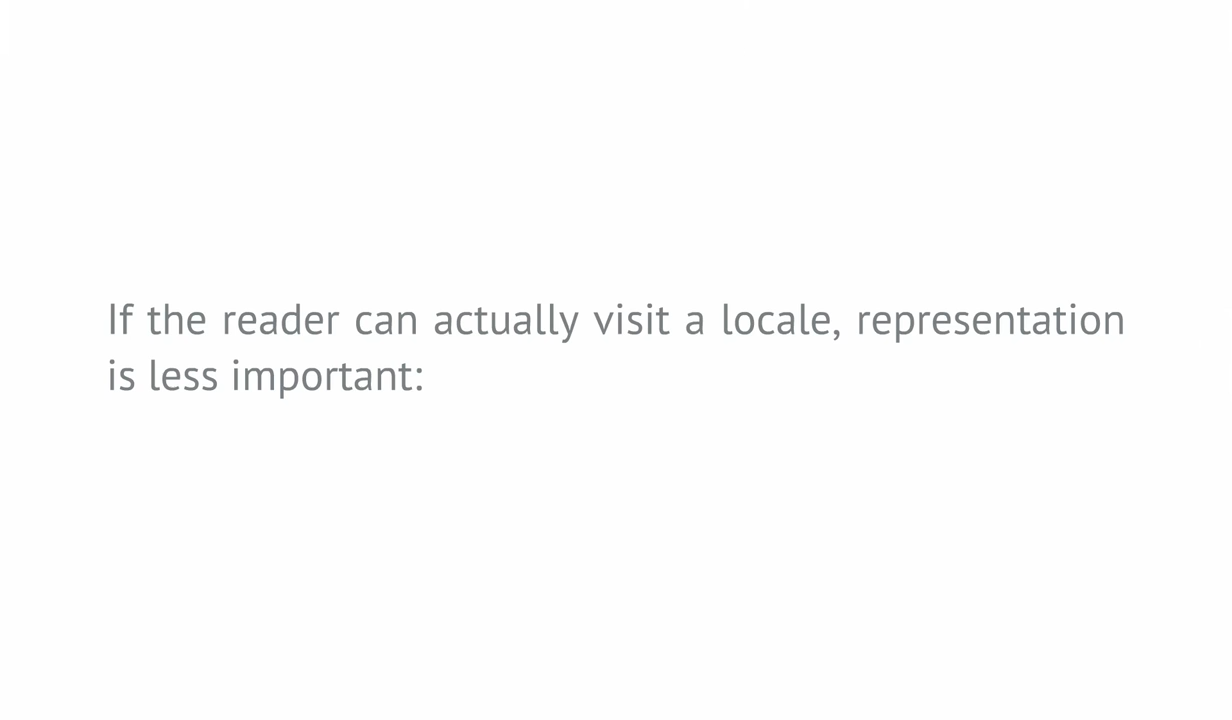 If the reader can actually visit a locale, representation
is less important: